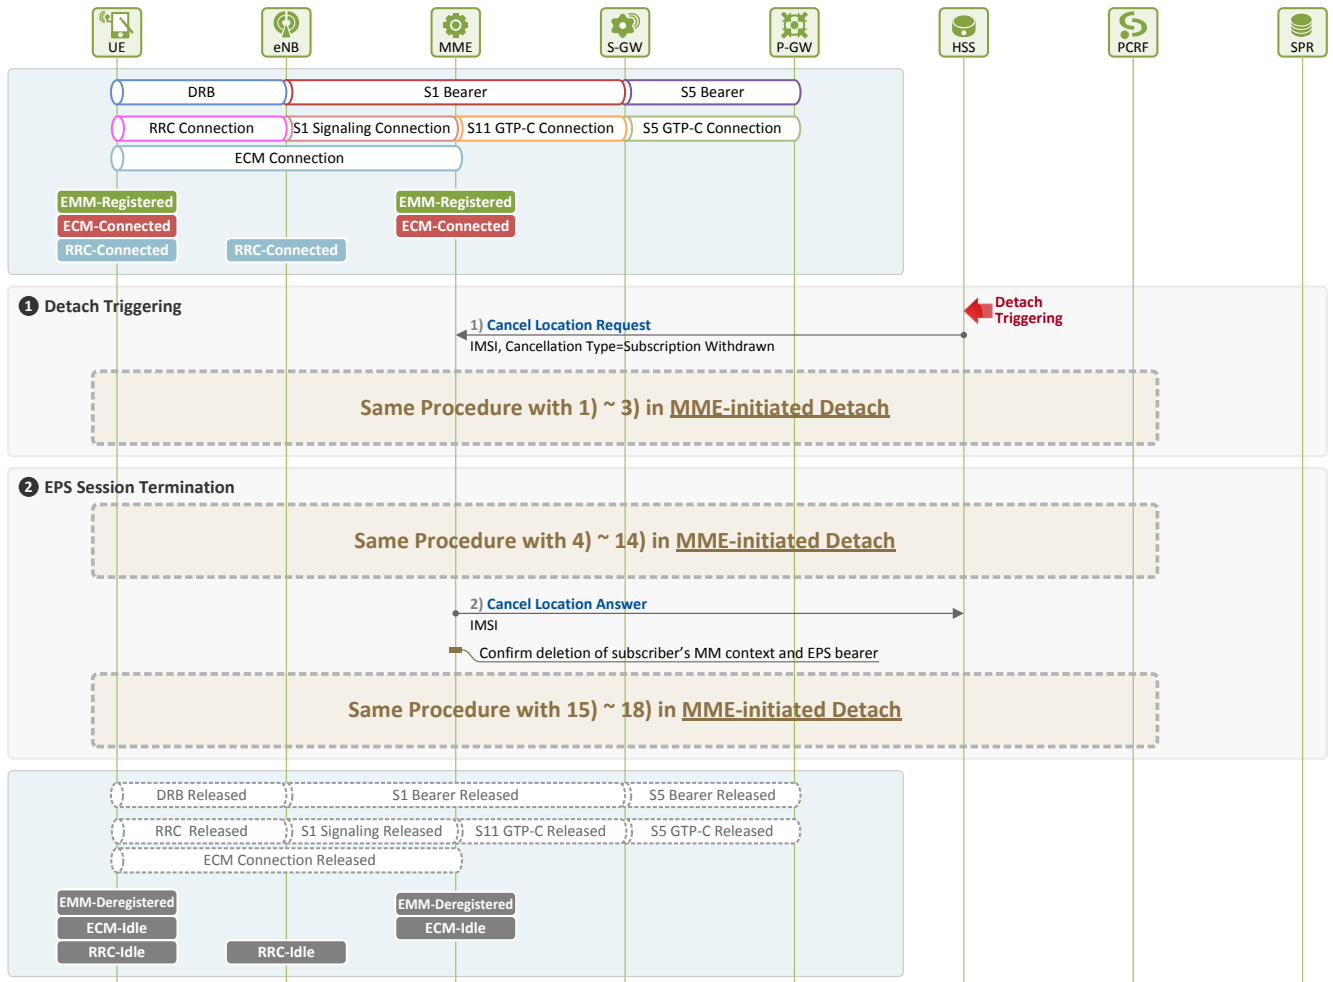 UE
eNB
MME
S-GW
P-GW
HSS
PCRF
SPR
DRB
S1 Bearer
S5 Bearer
RRC Connection
S1 Signaling Connection
S11 GTP-C Connection
S5 GTP-C Connection
ECM Connection
EMM-Registered
EMM-Registered
ECM-Connected
ECM-Connected
RRC-Connected
RRC-Connected
1 Detach Triggering
Detach
Triggering
1) Cancel Location Request
IMSI, Cancellation Type=Subscription Withdrawn
Same Procedure with 1) ~ 3) in MME-initiated Detach
2 EPS Session Termination
Same Procedure with 4) ~ 14) in MME-initiated Detach
2) Cancel Location Answer
IMSI
Confirm deletion of subscriber's MM context and EPS bearer
Same Procedure with 15) ~ 18) in MME-initiated Detach
DRB Released
S1 Bearer Released
S5 Bearer Released
RRC Released
S1 Signaling Released
S11 GTP-C Released
S5 GTP-C Released
ECM Connection Released
EMM-Deregistered
EMM-Deregistered
ECM-Idle
ECM-Idle
RRC-Idle
RRC-Idle